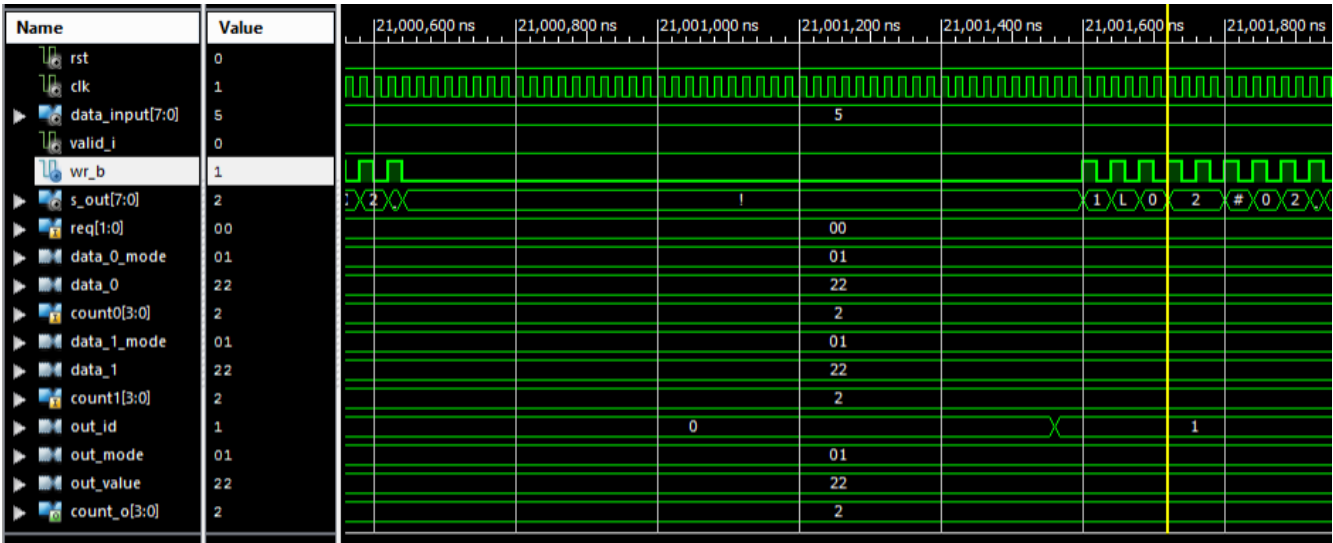 Name Value 21,000,600 ns 21,000,800 ns 21,001,000 ns 21,001,200 ns 21,001,400 ns 21,001,600 ns 21,001,800 ns
rst 0
clk 1
data_input[7:0] 5 5
valid_i 0
wr_b 1
s_out[7:0] 2 2 ! 1 L 0 2 # 0 2
req[1:0] 00 00
data_0_mode 01 01
data_0 22 22
count0[3:0] 2 2
data_1_mode 01 01
data_1 22 22
count1[3:0] 2 2
out_id 1 0 1
out_mode 01 01
out_value 22 22
count_o[3:0] 2 2